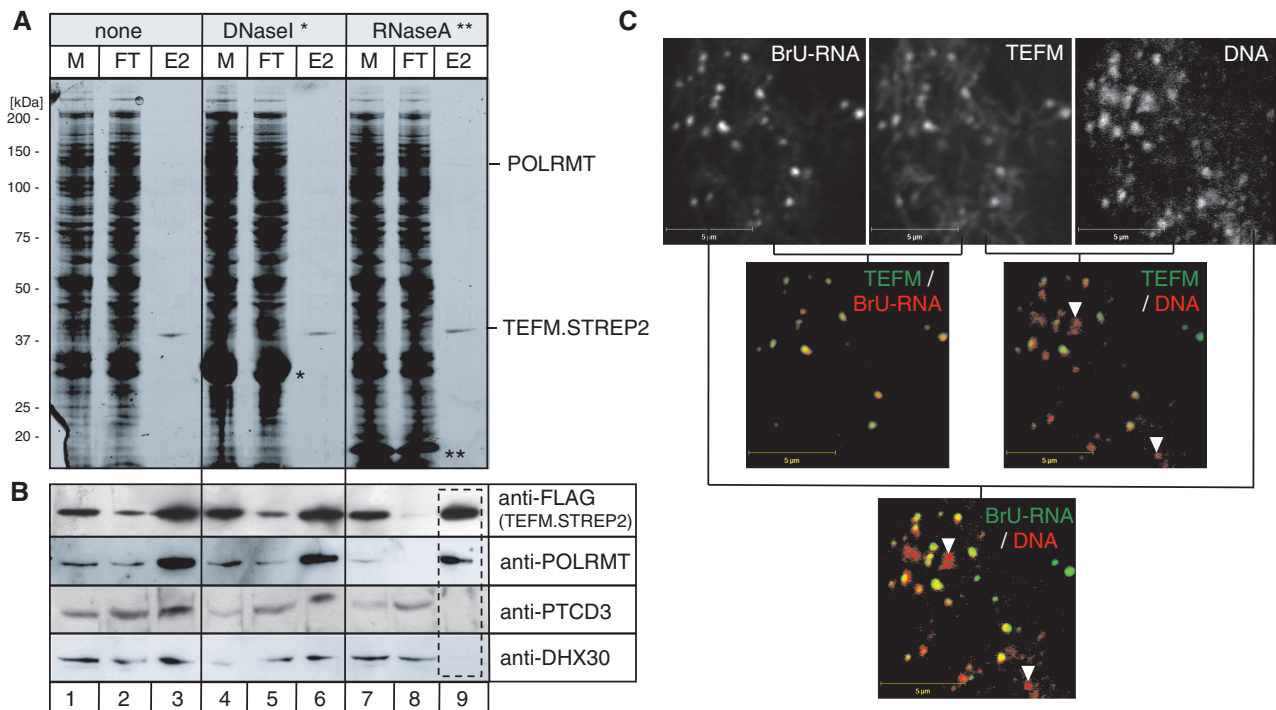 A
none
DNaseI *
RNaseA **
M FT E2 M FT E2 M FT E2
[kDa]
200 -
150 -
100 -
75 -
50 -
37 -
25 -
20 -
POLRMT
TEFM.STREP2
*
**
B
anti-FLAG
(TEFM.STREP2)
anti-POLRMT
anti-PTCD3
anti-DHX30
1 2 3 4 5 6 7 8 9
C
BrU-RNA
5 µm
TEFM
5 µm
DNA
5 µm
TEFM /
BrU-RNA
5 µm
TEFM
/ DNA
5 µm
BrU-RNA
/ DNA
5 µm